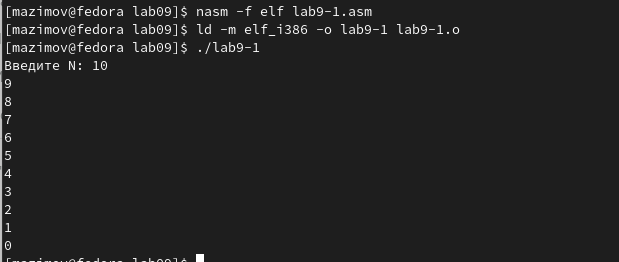 [mazimov@fedora lab09]$ nasm -f elf lab9-1.asm
[mazimov@fedora lab09]$ ld -m elf_i386 -o lab9-1 lab9-1.o
[mazimov@fedora lab09]$ ./lab9-1
Введите N: 10
9
8
7
6
5
4
3
2
1
0
[mazimov@fedora lab09]$